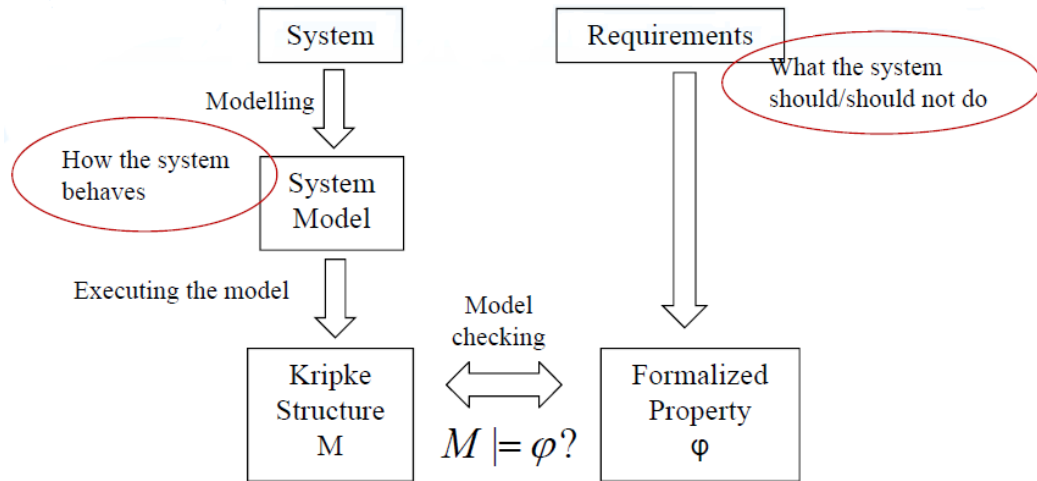 System
Requirements
What the system
should/should not do
Modelling
How the system
behaves
System
Model
Executing the model
Model
checking
Kripke
Structure
M
M |= φ?
Formalized
Property
φ